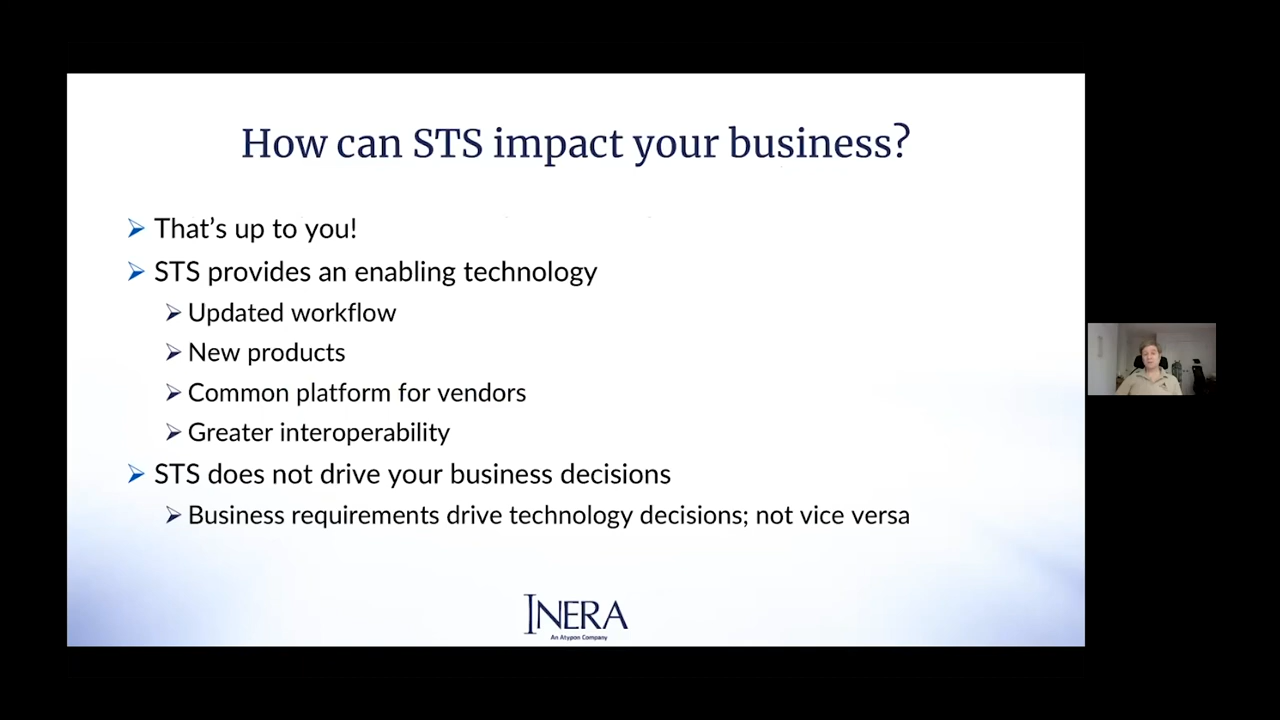 How can STS impact your business?
That's up to you!
STS provides an enabling technology
Updated workflow
New products
Common platform for vendors
Greater interoperability
STS does not drive your business decisions
Business requirements drive technology decisions; not vice versa
INERA
An Atypon Company